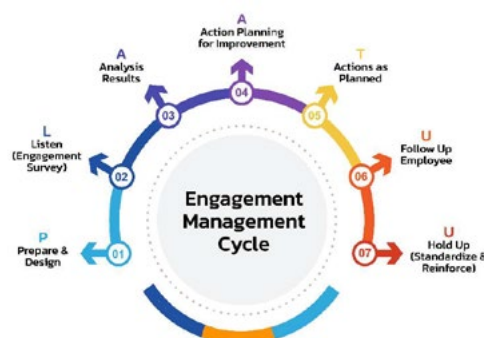 A
Action Planning
for Improvement
A
Analysis
Results
T
Actions as
Planned
L
Listen
(Engagement
Survey)
U
Follow Up
Employee
P
Prepare &
Design
U
Hold Up
(Standardize &
Reinforce)
01
02
03
04
05
06
07
Engagement
Management
Cycle